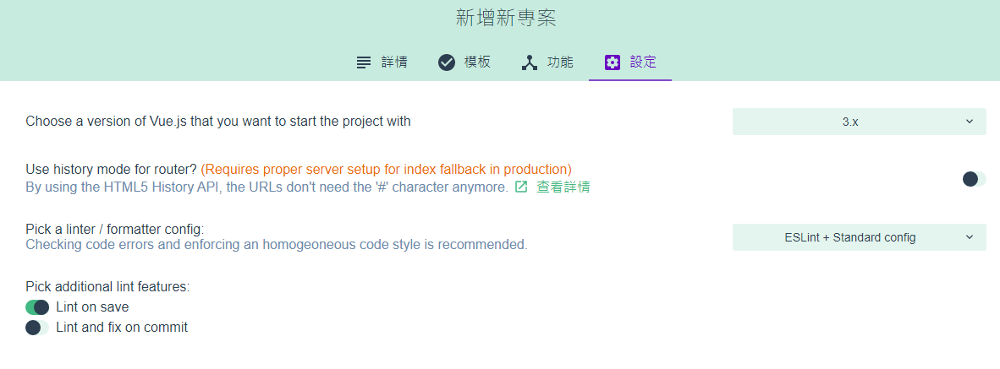 新增新專案
詳情 模板 功能 設定
Choose a version of Vue.js that you want to start the project with 3.x
Use history mode for router? (Requires proper server setup for index fallback in production)
By using the HTML5 History API, the URLs don't need the '#' character anymore. 查看詳情
Pick a linter / formatter config:
Checking code errors and enforcing an homogeoneous code style is recommended. ESLint + Standard config
Pick additional lint features:
Lint on save
Lint and fix on commit